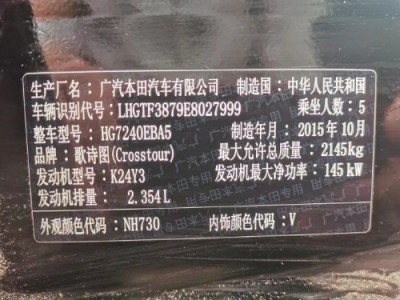 生产厂名：广汽本田汽车有限公司 制造国：中华人民共和国
车辆识别代号：LHGTF3879E8027999 乘坐人数：5
整车型号：HG7240EBA5 制造年月：2015年10月
品牌：歌诗图(Crosstour) 最大允许总质量：2145kg
发动机型号：K24Y3 发动机最大净功率：145kW
发动机排量：2.354L
外观颜色代码：NH730 内饰颜色代码：V